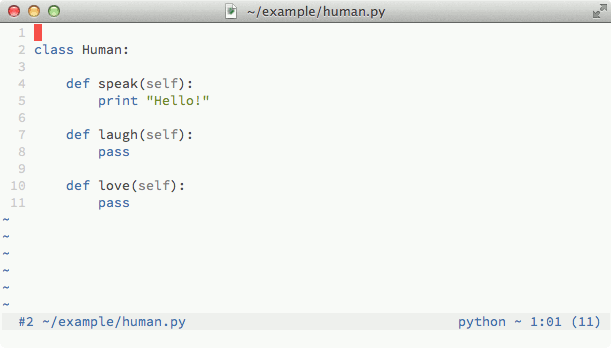 ~/example/human.py
1
2 class Human:
3
4     def speak(self):
5         print "Hello!"
6
7     def laugh(self):
8         pass
9
10     def love(self):
11         pass
~
~
~
~
~
~
#2 ~/example/human.py python ~ 1:01 (11)